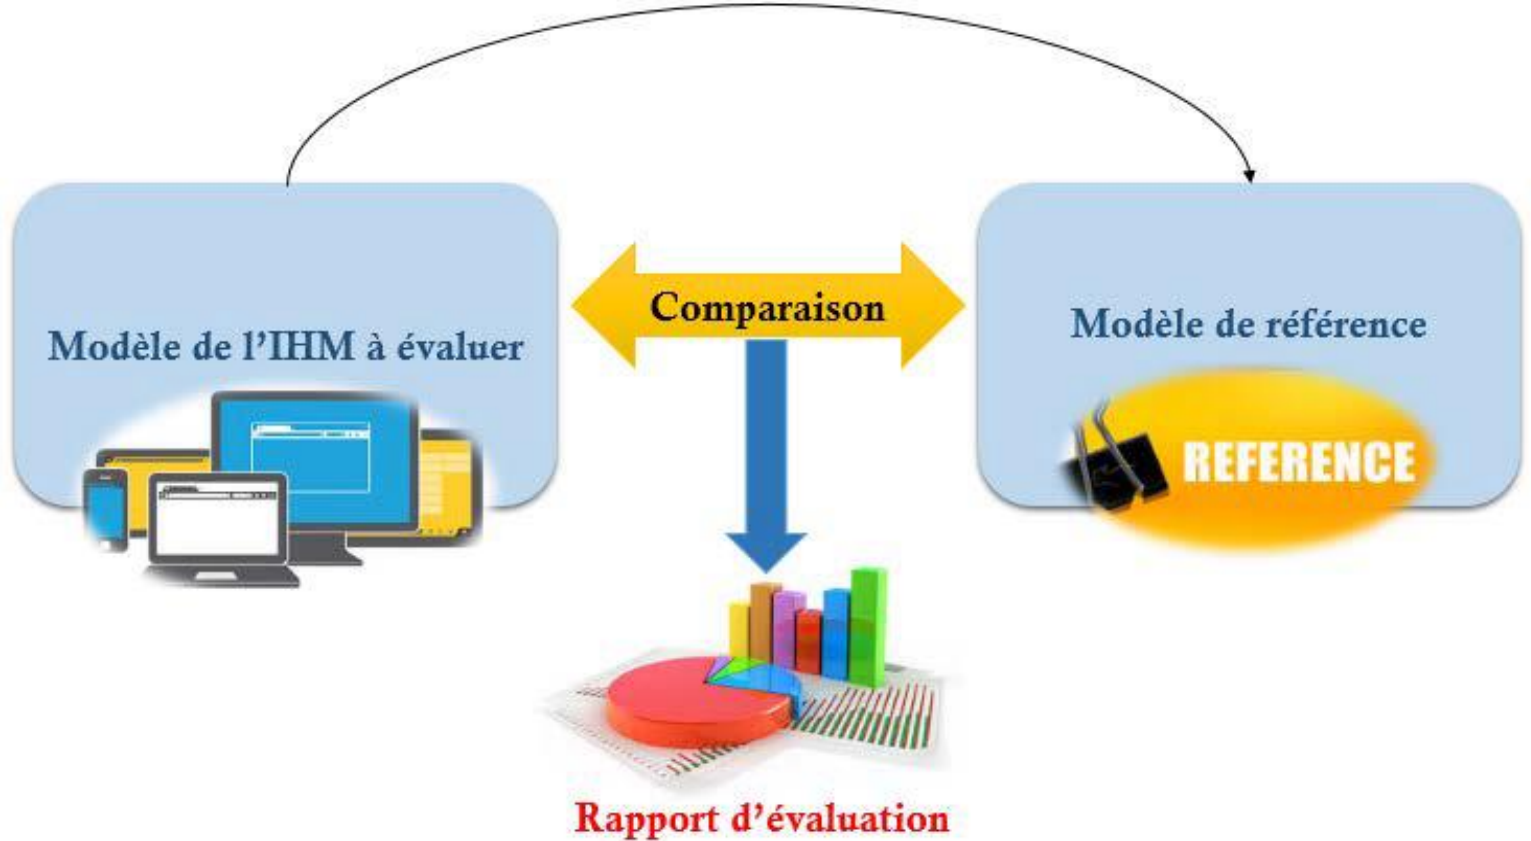 Modèle de l'IHM à évaluer
Comparaison
Modèle de référence
REFERENCE
Rapport d'évaluation